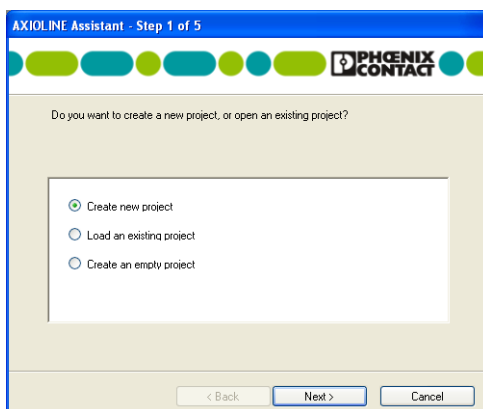 AXIOLINE Assistant - Step 1 of 5
PHŒNIX
CONTACT
Do you want to create a new project, or open an existing project?
Create new project
Load an existing project
Create an empty project
< Back Next > Cancel